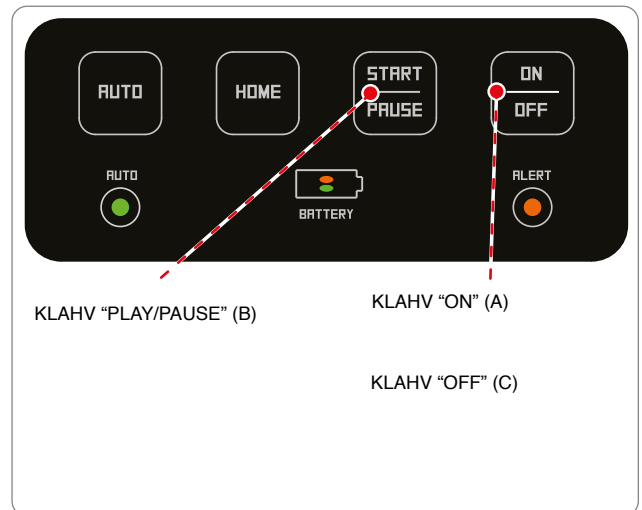 AUTO
HOME
START
PAUSE
ON
OFF
AUTO
BATTERY
ALERT
KLAHV “PLAY/PAUSE” (B)
KLAHV “ON” (A)
KLAHV “OFF” (C)